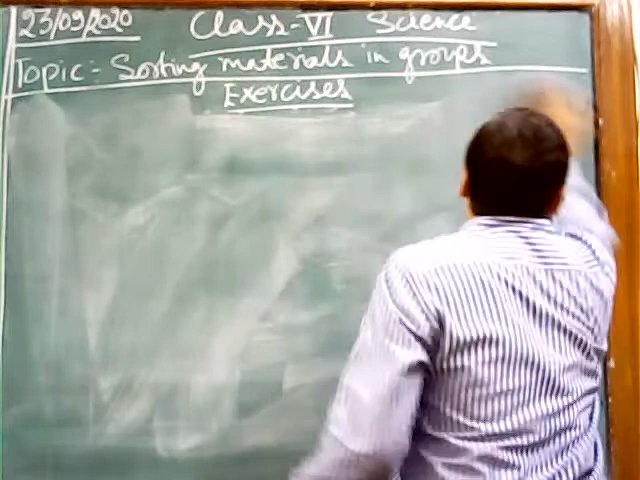 23/09/2020 Class-VI Science
Topic:- Sorting materials in groups
Exercises